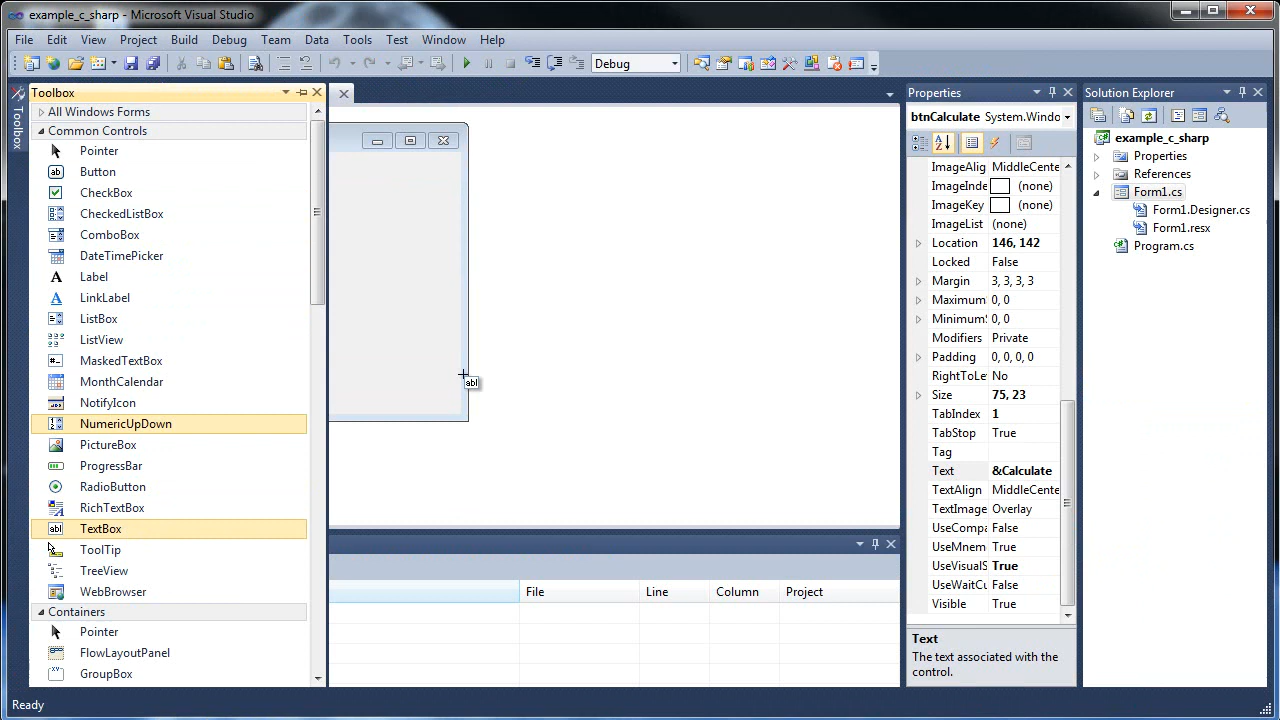 example_c_sharp - Microsoft Visual Studio
File Edit View Project Build Debug Team Data Tools Test Window Help
Debug
Toolbox
Toolbox
All Windows Forms
Common Controls
Pointer
ab Button
CheckBox
CheckedListBox
ComboBox
DateTimePicker
A Label
A LinkLabel
ListBox
ListView
MaskedTextBox
MonthCalendar
NotifyIcon
NumericUpDown
PictureBox
ProgressBar
RadioButton
RichTextBox
abl TextBox
ToolTip
TreeView
WebBrowser
Containers
Pointer
FlowLayoutPanel
GroupBox
abl
File Line Column Project
Properties
btnCalculate System.Windo
ImageAlig MiddleCente
ImageInde (none)
ImageKey (none)
ImageList (none)
Location 146, 142
Locked False
Margin 3, 3, 3, 3
Maximum 0, 0
Minimum 0, 0
Modifiers Private
Padding 0, 0, 0, 0
RightToLe No
Size 75, 23
TabIndex 1
TabStop True
Tag
Text &Calculate
TextAlign MiddleCente
TextImage Overlay
UseCompa False
UseMnem True
UseVisualS True
UseWaitCu False
Visible True
Text
The text associated with the
control.
Solution Explorer
example_c_sharp
Properties
References
Form1.cs
Form1.Designer.cs
Form1.resx
Program.cs
Ready